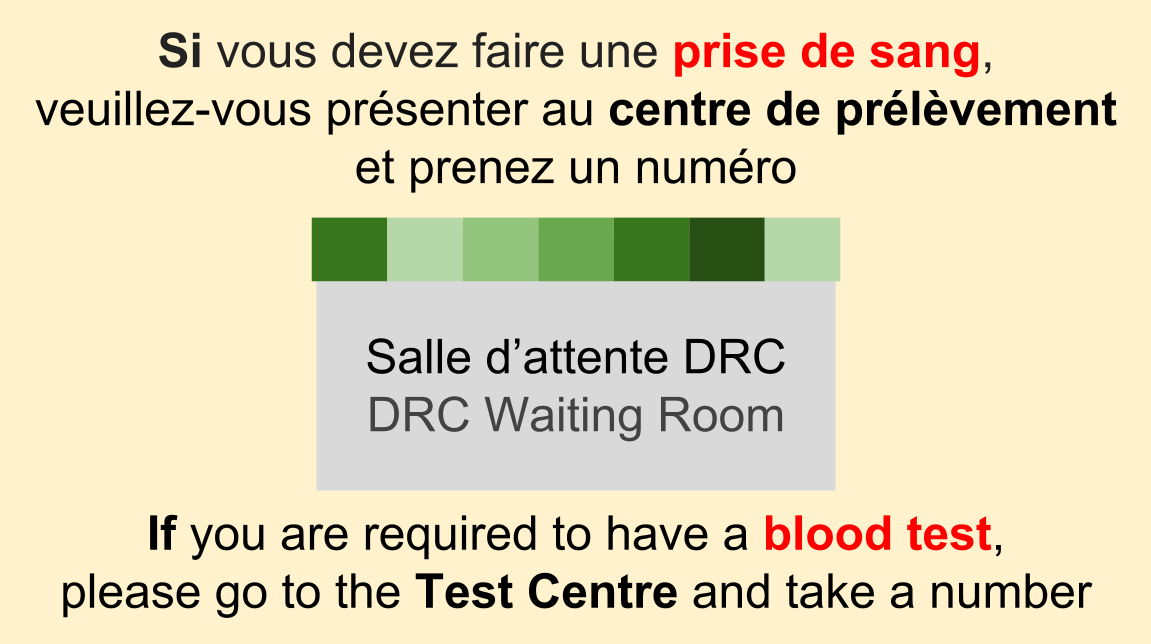 Si vous devez faire une prise de sang,
veuillez-vous présenter au centre de prélèvement
et prenez un numéro
Salle d’attente DRC
DRC Waiting Room
If you are required to have a blood test,
please go to the Test Centre and take a number